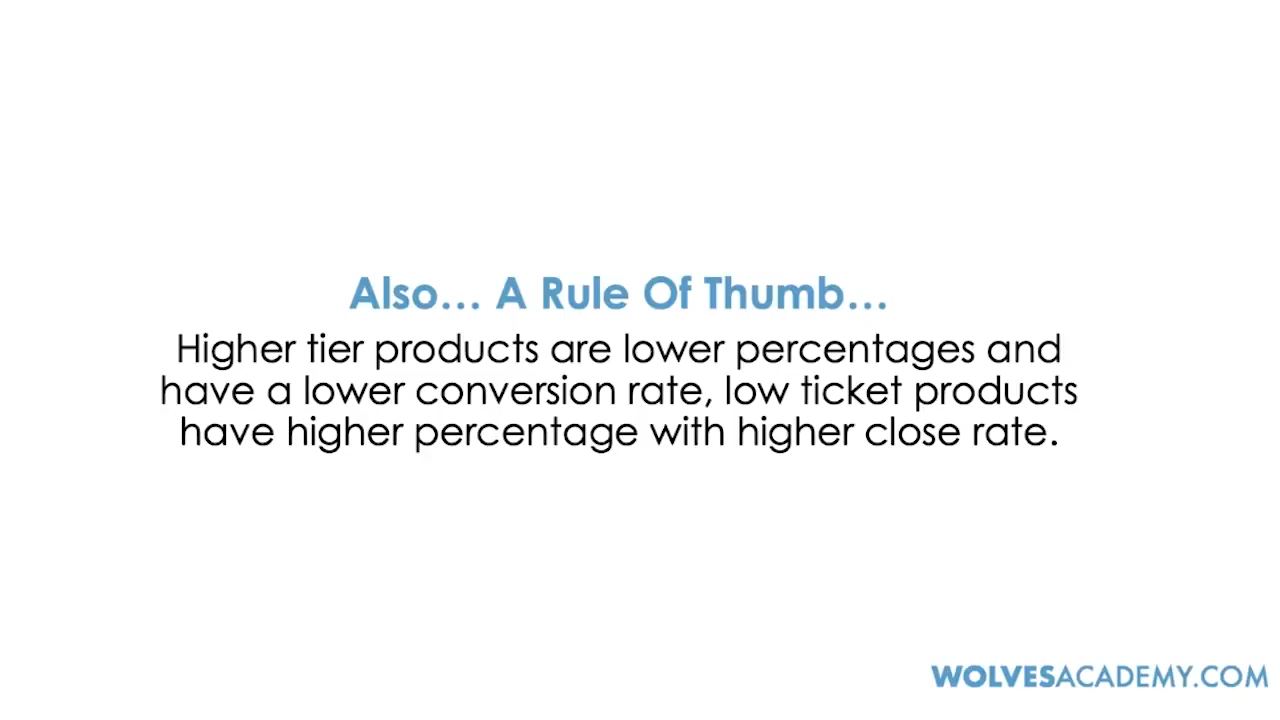 Also... A Rule Of Thumb...
Higher tier products are lower percentages and
have a lower conversion rate, low ticket products
have higher percentage with higher close rate.
WOLVESACADEMY.COM